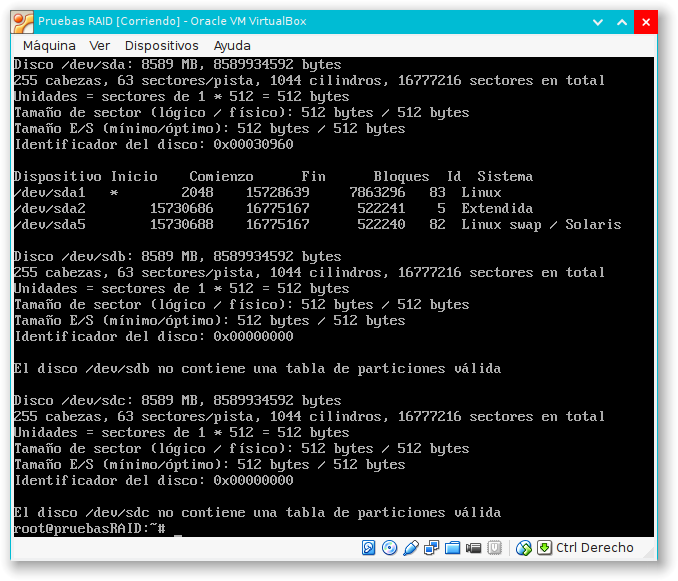 Pruebas RAID [Corriendo] - Oracle VM VirtualBox
Máquina Ver Dispositivos Ayuda
Disco /dev/sda: 8589 MB, 8589934592 bytes
255 cabezas, 63 sectores/pista, 1044 cilindros, 16777216 sectores en total
Unidades = sectores de 1 * 512 = 512 bytes
Tamaño de sector (lógico / físico): 512 bytes / 512 bytes
Tamaño E/S (mínimo/óptimo): 512 bytes / 512 bytes
Identificador del disco: 0x00030960
Dispositivo Inicio Comienzo Fin Bloques Id Sistema
/dev/sda1 * 2048 15728639 7863296 83 Linux
/dev/sda2 15730686 16775167 522241 5 Extendida
/dev/sda5 15730688 16775167 522240 82 Linux swap / Solaris
Disco /dev/sdb: 8589 MB, 8589934592 bytes
255 cabezas, 63 sectores/pista, 1044 cilindros, 16777216 sectores en total
Unidades = sectores de 1 * 512 = 512 bytes
Tamaño de sector (lógico / físico): 512 bytes / 512 bytes
Tamaño E/S (mínimo/óptimo): 512 bytes / 512 bytes
Identificador del disco: 0x00000000
El disco /dev/sdb no contiene una tabla de particiones válida
Disco /dev/sdc: 8589 MB, 8589934592 bytes
255 cabezas, 63 sectores/pista, 1044 cilindros, 16777216 sectores en total
Unidades = sectores de 1 * 512 = 512 bytes
Tamaño de sector (lógico / físico): 512 bytes / 512 bytes
Tamaño E/S (mínimo/óptimo): 512 bytes / 512 bytes
Identificador del disco: 0x00000000
El disco /dev/sdc no contiene una tabla de particiones válida
root@pruebasRAID:~# _
Ctrl Derecho